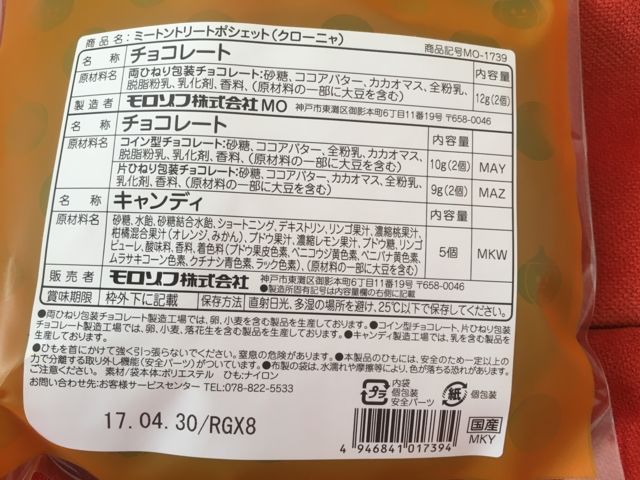 商品名:ミートントリートポシェット(クローニャ)
商品記号MO-1739
名称 チョコレート 内容量
原材料名 両ひねり包装チョコレート:砂糖、ココアバター、カカオマス、全粉乳、
脱脂粉乳、乳化剤、香料、(原材料の一部に大豆を含む) 12g(2個)
製造者 モロゾフ株式会社MO 神戸市東灘区御影本町6丁目11番19号〒658-0046
名称 チョコレート 内容量
原材料名 コイン型チョコレート:砂糖、ココアバター、全粉乳、カカオマス、
脱脂粉乳、乳化剤、香料、(原材料の一部に大豆を含む) 10g(2個) MAY
片ひねり包装チョコレート:砂糖、ココアバター、カカオマス、全粉乳、
乳化剤、香料、(原材料の一部に大豆を含む) 9g(2個) MAZ
名称 キャンディ 内容量
原材料名 砂糖、水飴、砂糖結合水飴、ショートニング、デキストリン、リンゴ果汁、濃縮桃果汁、
柑橘混合果汁(オレンジ、みかん)、ブドウ果汁、濃縮レモン果汁、ブドウ糖、リンゴ
ピューレ、酸味料、香料、着色料(ブドウ果皮色素、ベニコウジ黄色素、ベニバナ黄色素、
ムラサキコーン色素、クチナシ青色素、ラック色素)、(原材料の一部に大豆を含む) 5個 MKW
販売者 モロゾフ株式会社 神戸市東灘区御影本町6丁目11番19号〒658-0046
●製造所固有記号は内容量欄の右側に記載
賞味期限 枠外下に記載 保存方法 直射日光、多湿の場所を避け、25℃以下で保存してください。
●両ひねり包装チョコレート製造工場では、卵、小麦を含む製品を生産しております。●コイン型チョコレート、片ひねり包装
チョコレート製造工場では、卵、小麦、落花生を含む製品を生産しております。●キャンディ製造工場では、乳を含む製品を
生産しております。
●ひもを首にかけて強く引っ張らないでください。窒息の危険があります。●本製品のひもには、安全のため一定以上の
力で分離する取り外し機能(安全パーツ)がついています。●布製の袋は、水濡れや摩擦等により、色が落ちる恐れがあります。
ご注意ください。 素材/袋本体:ポリエステル ひも:ナイロン
お問い合わせ先:お客様サービスセンター TEL.078-822-5533
17.04.30/RGX8
プラ 内袋
個包装
安全パーツ
紙 個包装
4 946841 017394
国産
MKY